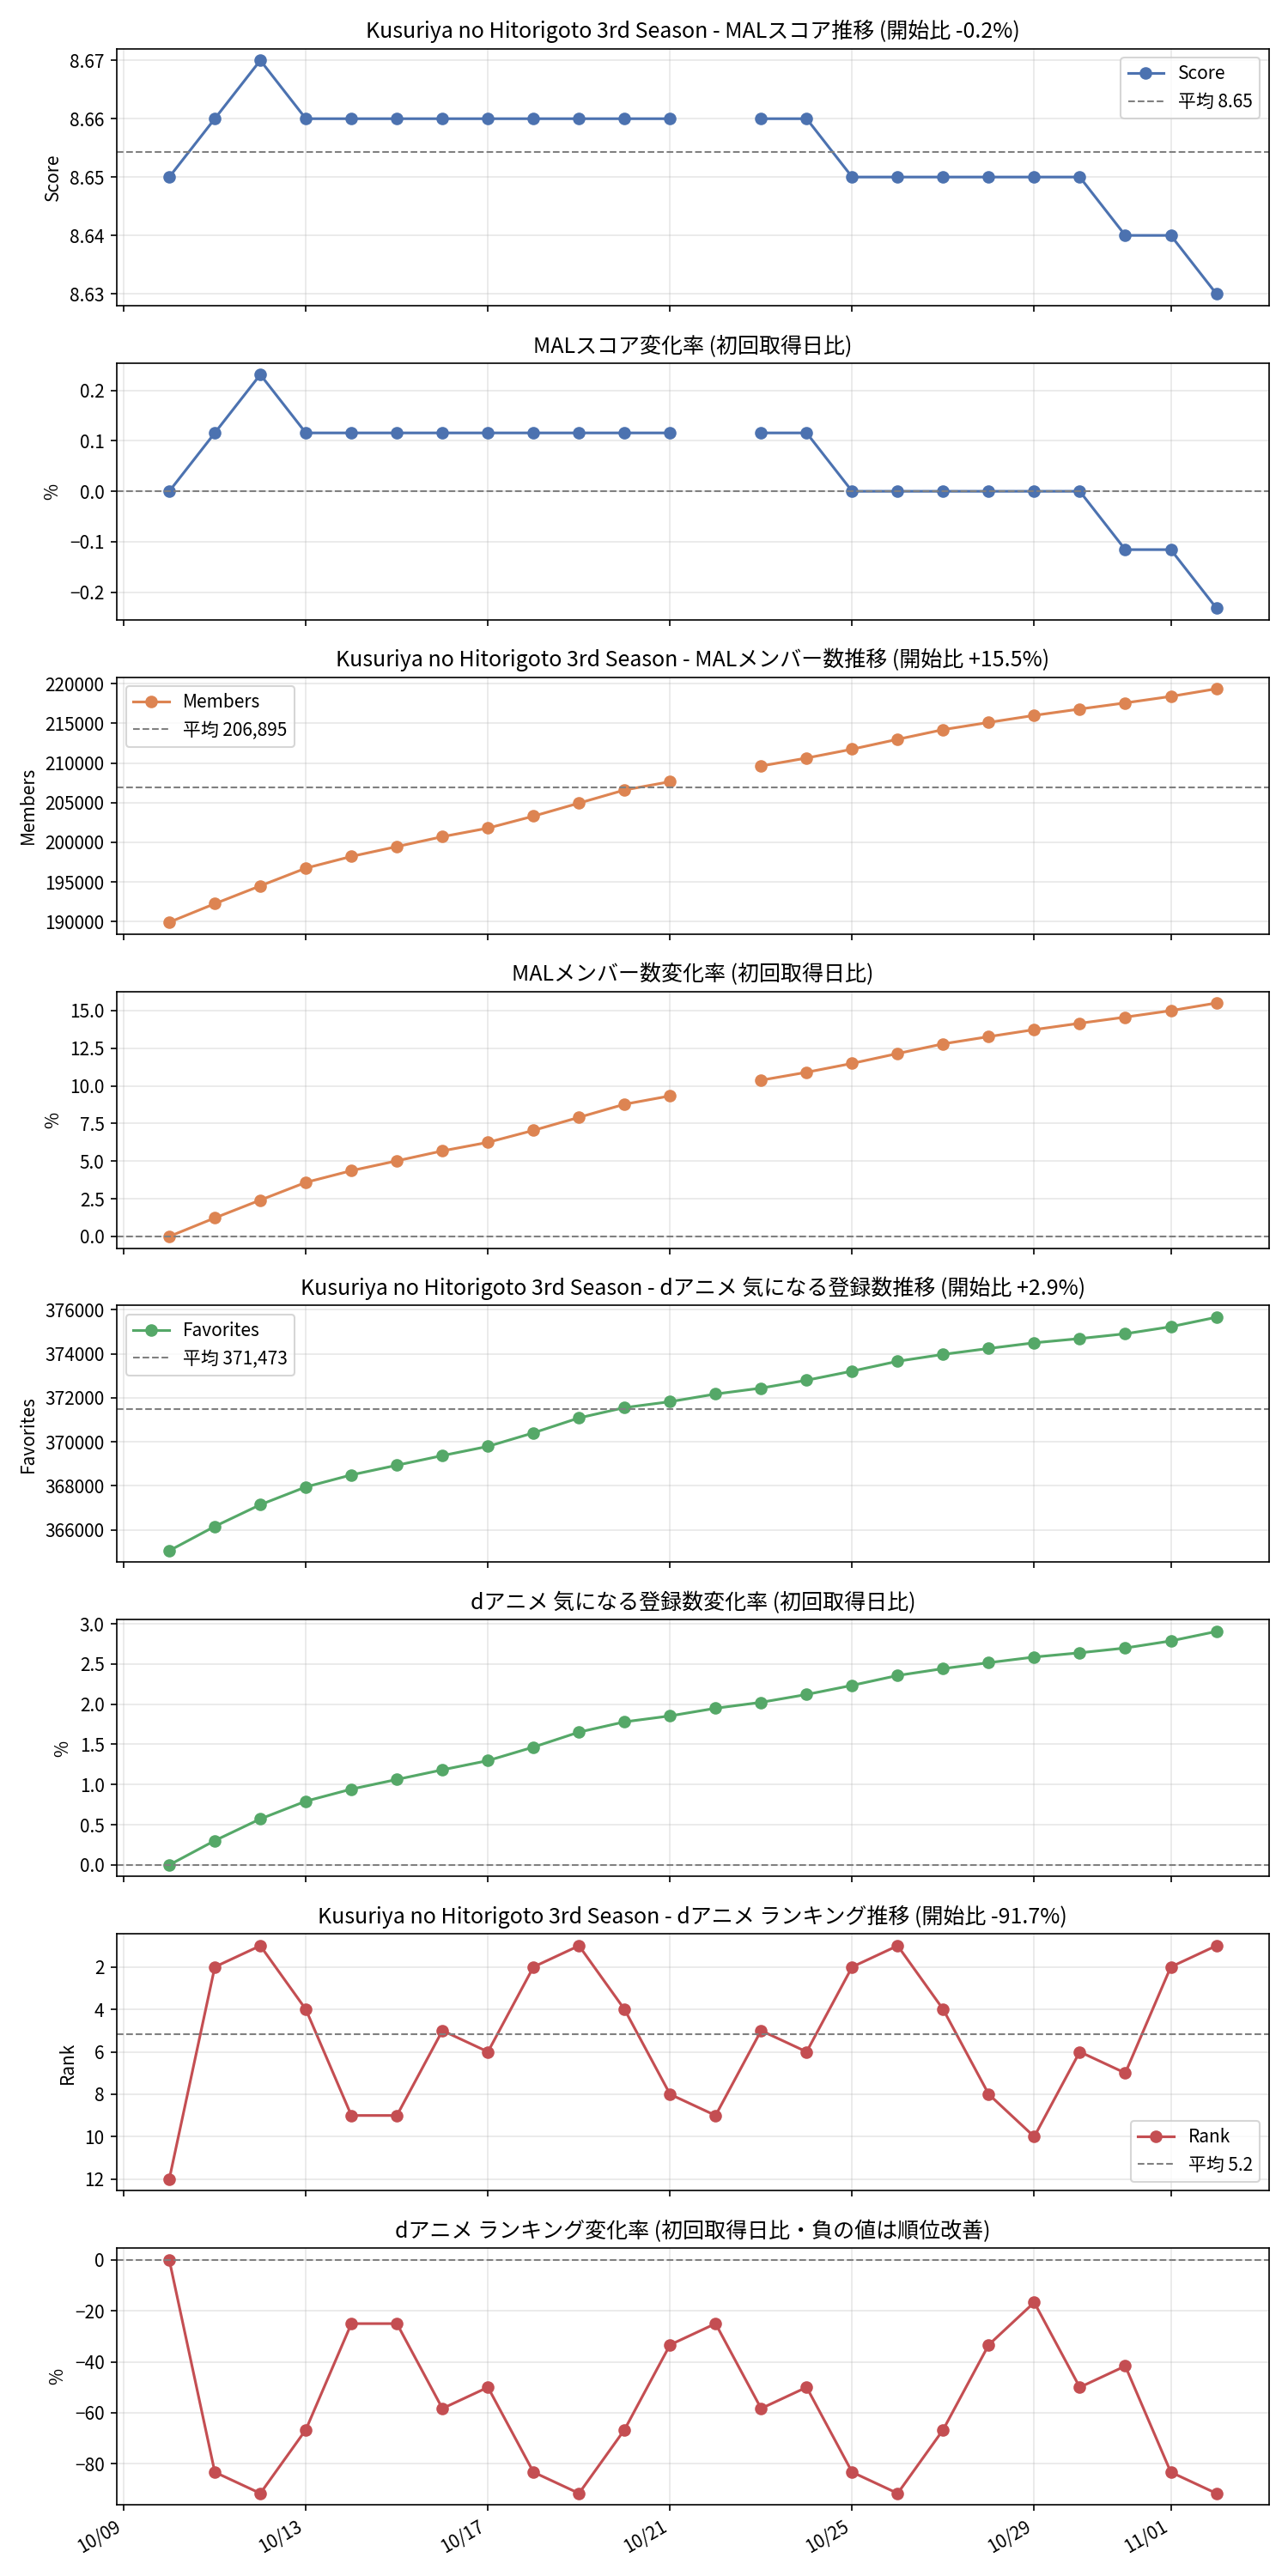 Kusuriya no Hitorigoto 3rd Season - MALスコア推移 (開始比 -0.2%)
8.67
8.66
8.65
8.64
8.63
Score
Score
平均 8.65
MALスコア変化率 (初回取得日比)
0.2
0.1
0.0
−0.1
−0.2
%
Kusuriya no Hitorigoto 3rd Season - MALメンバー数推移 (開始比 +15.5%)
220000
215000
210000
205000
200000
195000
190000
Members
Members
平均 206,895
MALメンバー数変化率 (初回取得日比)
15.0
12.5
10.0
7.5
5.0
2.5
0.0
%
Kusuriya no Hitorigoto 3rd Season - dアニメ 気になる登録数推移 (開始比 +2.9%)
376000
374000
372000
370000
368000
366000
Favorites
Favorites
平均 371,473
dアニメ 気になる登録数変化率 (初回取得日比)
3.0
2.5
2.0
1.5
1.0
0.5
0.0
%
Kusuriya no Hitorigoto 3rd Season - dアニメ ランキング推移 (開始比 -91.7%)
2
4
6
8
10
12
Rank
Rank
平均 5.2
dアニメ ランキング変化率 (初回取得日比・負の値は順位改善)
0
−20
−40
−60
−80
%
10/09
10/13
10/17
10/21
10/25
10/29
11/01